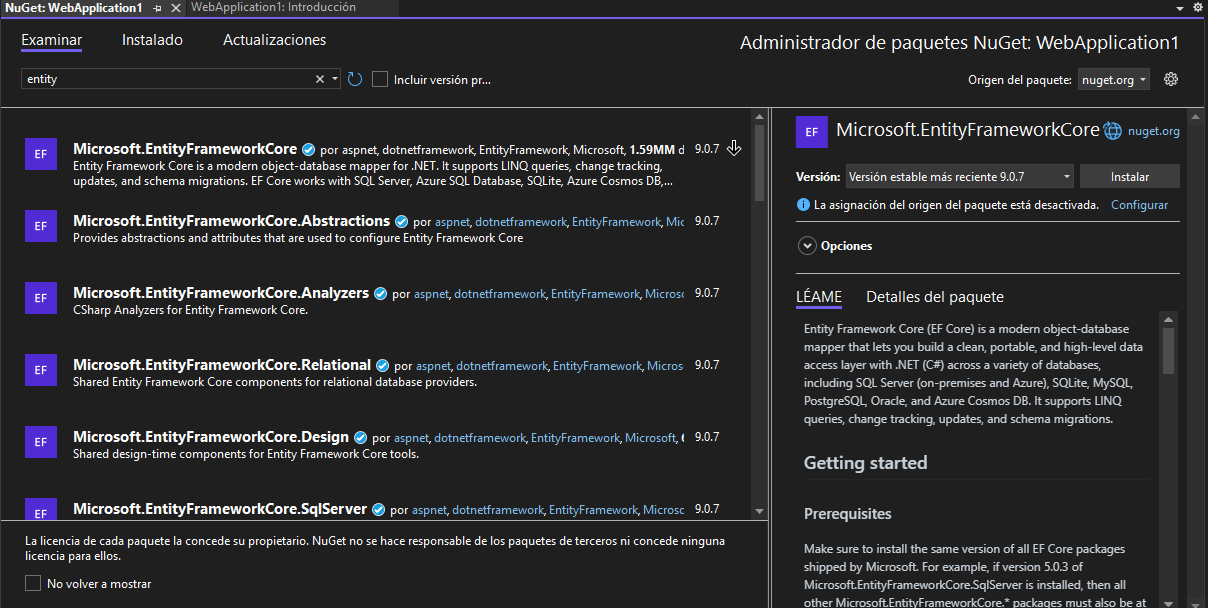 NuGet: WebApplication1
WebApplication1: Introducción
Examinar
Instalado
Actualizaciones
Administrador de paquetes NuGet: WebApplication1
entity
Incluir versión pr...
Origen del paquete: nuget.org
EF
Microsoft.EntityFrameworkCore por aspnet, dotnetframework, EntityFramework, Microsoft, 1.59MM d 9.0.7
Entity Framework Core is a modern object-database mapper for .NET. It supports LINQ queries, change tracking,
updates, and schema migrations. EF Core works with SQL Server, Azure SQL Database, SQLite, Azure Cosmos DB,...
EF
Microsoft.EntityFrameworkCore.Abstractions por aspnet, dotnetframework, EntityFramework, Mic 9.0.7
Provides abstractions and attributes that are used to configure Entity Framework Core
EF
Microsoft.EntityFrameworkCore.Analyzers por aspnet, dotnetframework, EntityFramework, Microsc 9.0.7
CSharp Analyzers for Entity Framework Core.
EF
Microsoft.EntityFrameworkCore.Relational por aspnet, dotnetframework, EntityFramework, Micros 9.0.7
Shared Entity Framework Core components for relational database providers.
EF
Microsoft.EntityFrameworkCore.Design por aspnet, dotnetframework, EntityFramework, Microsoft, 9.0.7
Shared design-time components for Entity Framework Core tools.
EF
Microsoft.EntityFrameworkCore.SqlServer por aspnet, dotnetframework, EntityFramework, Microsc 9.0.7
La licencia de cada paquete la concede su propietario. NuGet no se hace responsable de los paquetes de terceros ni concede ninguna
licencia para ellos.
No volver a mostrar
EF
Microsoft.EntityFrameworkCore
nuget.org
Versión: Versión estable más reciente 9.0.7
Instalar
La asignación del origen del paquete está desactivada. Configurar
Opciones
LÉAME
Detalles del paquete
Entity Framework Core (EF Core) is a modern object-database
mapper that lets you build a clean, portable, and high-level data
access layer with .NET (C#) across a variety of databases,
including SQL Server (on-premises and Azure), SQLite, MySQL,
PostgreSQL, Oracle, and Azure Cosmos DB. It supports LINQ
queries, change tracking, updates, and schema migrations.
Getting started
Prerequisites
Make sure to install the same version of all EF Core packages
shipped by Microsoft. For example, if version 5.0.3 of
Microsoft.EntityFrameworkCore.SqlServer is installed, then all
other Microsoft.EntityFrameworkCore.* packages must also be at